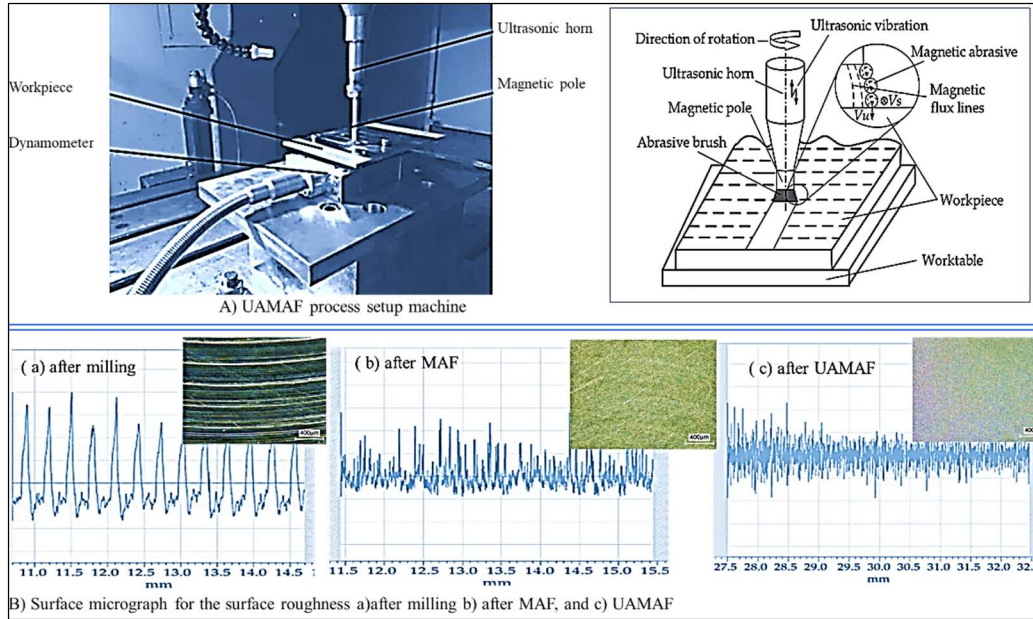 Ultrasonic horn
Workpiece
Magnetic pole
Dynamometer
A) UAMAF process setup machine
Ultrasonic vibration
Direction of rotation
Magnetic abrasive
Ultrasonic horn
Magnetic
flux lines
Magnetic pole
Vu
⊗Vs
Abrasive brush
Workpiece
Worktable
( a) after milling
400μm
11.0 11.5 12.0 12.5 13.0 13.5 14.0 14.5
mm
( b) after MAF
400μm
11.5 12.0 12.5 13.0 13.5 14.0 14.5 15.0 15.5
mm
( c) after UAMAF
27.5 28.0 28.5 29.0 29.5 30.0 30.5 31.0 31.5 32.0
mm
B) Surface micrograph for the surface roughness a)after milling b) after MAF, and c) UAMAF